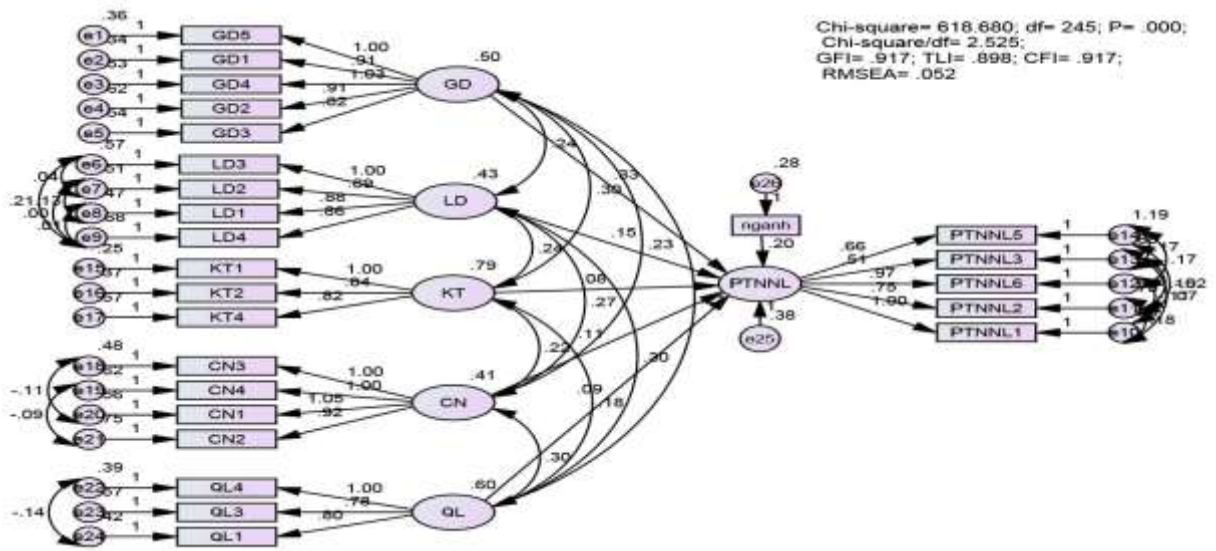 Chi-square= 618.680; df= 245; P= .000;
Chi-square/df= 2.525;
GFI= .917; TLI= .898; CFI= .917;
RMSEA= .052
.36
e1 1 GD5 1.00
1 GD1 .91
e3 1 GD4 1.03
e4 1 GD2 .91
e5 1 GD3 .82
.50
GD
.57
e6 1 LD3 1.00
e7 1 LD2
e8 1 LD1 .88
e9 1 LD4 .86
.43
LD
.04
.25
e15 1 KT1 1.00
e16 1 KT2
e17 1 KT4 .82
.79
KT
.48
e18 1 CN3 1.00
e19 1 CN4 1.00
e20 1 CN1 1.05
e21 1 CN2 .92
.41
CN
-.11
-.09
.39
e22 1 QL4 1.00
e23 1 QL3 .78
e24 1 QL1 .80
.60
QL
-.14
.24
.33
.15
.23
.24
.08
.27
.11
.22
.09
.18
.30
.30
.28
e26
1
nganh
.20
PTNNL
.38
e25
.66 PTNNL5 1 1.19
.51 PTNNL3 1
.97 PTNNL6 1
.75 PTNNL2 1
1.00 PTNNL1 1
.17